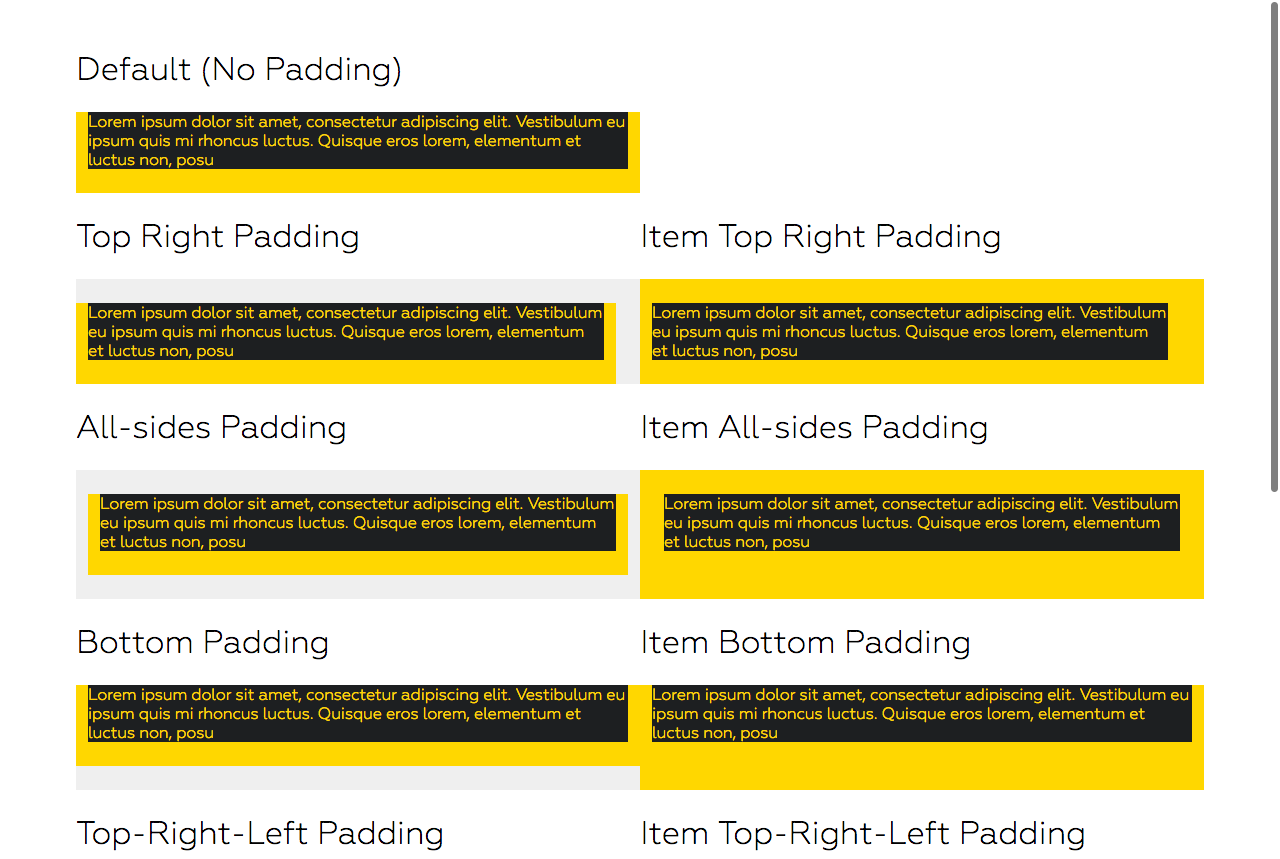 Default (No Padding)
Lorem ipsum dolor sit amet, consectetur adipiscing elit. Vestibulum eu
ipsum quis mi rhoncus luctus. Quisque eros lorem, elementum et
luctus non, posu
Top Right Padding
Lorem ipsum dolor sit amet, consectetur adipiscing elit. Vestibulum
eu ipsum quis mi rhoncus luctus. Quisque eros lorem, elementum
et luctus non, posu
Item Top Right Padding
Lorem ipsum dolor sit amet, consectetur adipiscing elit. Vestibulum
eu ipsum quis mi rhoncus luctus. Quisque eros lorem, elementum
et luctus non, posu
All-sides Padding
Lorem ipsum dolor sit amet, consectetur adipiscing elit. Vestibulum
eu ipsum quis mi rhoncus luctus. Quisque eros lorem, elementum
et luctus non, posu
Item All-sides Padding
Lorem ipsum dolor sit amet, consectetur adipiscing elit. Vestibulum
eu ipsum quis mi rhoncus luctus. Quisque eros lorem, elementum
et luctus non, posu
Bottom Padding
Lorem ipsum dolor sit amet, consectetur adipiscing elit. Vestibulum eu
ipsum quis mi rhoncus luctus. Quisque eros lorem, elementum et
luctus non, posu
Item Bottom Padding
Lorem ipsum dolor sit amet, consectetur adipiscing elit. Vestibulum eu
ipsum quis mi rhoncus luctus. Quisque eros lorem, elementum et
luctus non, posu
Top-Right-Left Padding
Item Top-Right-Left Padding